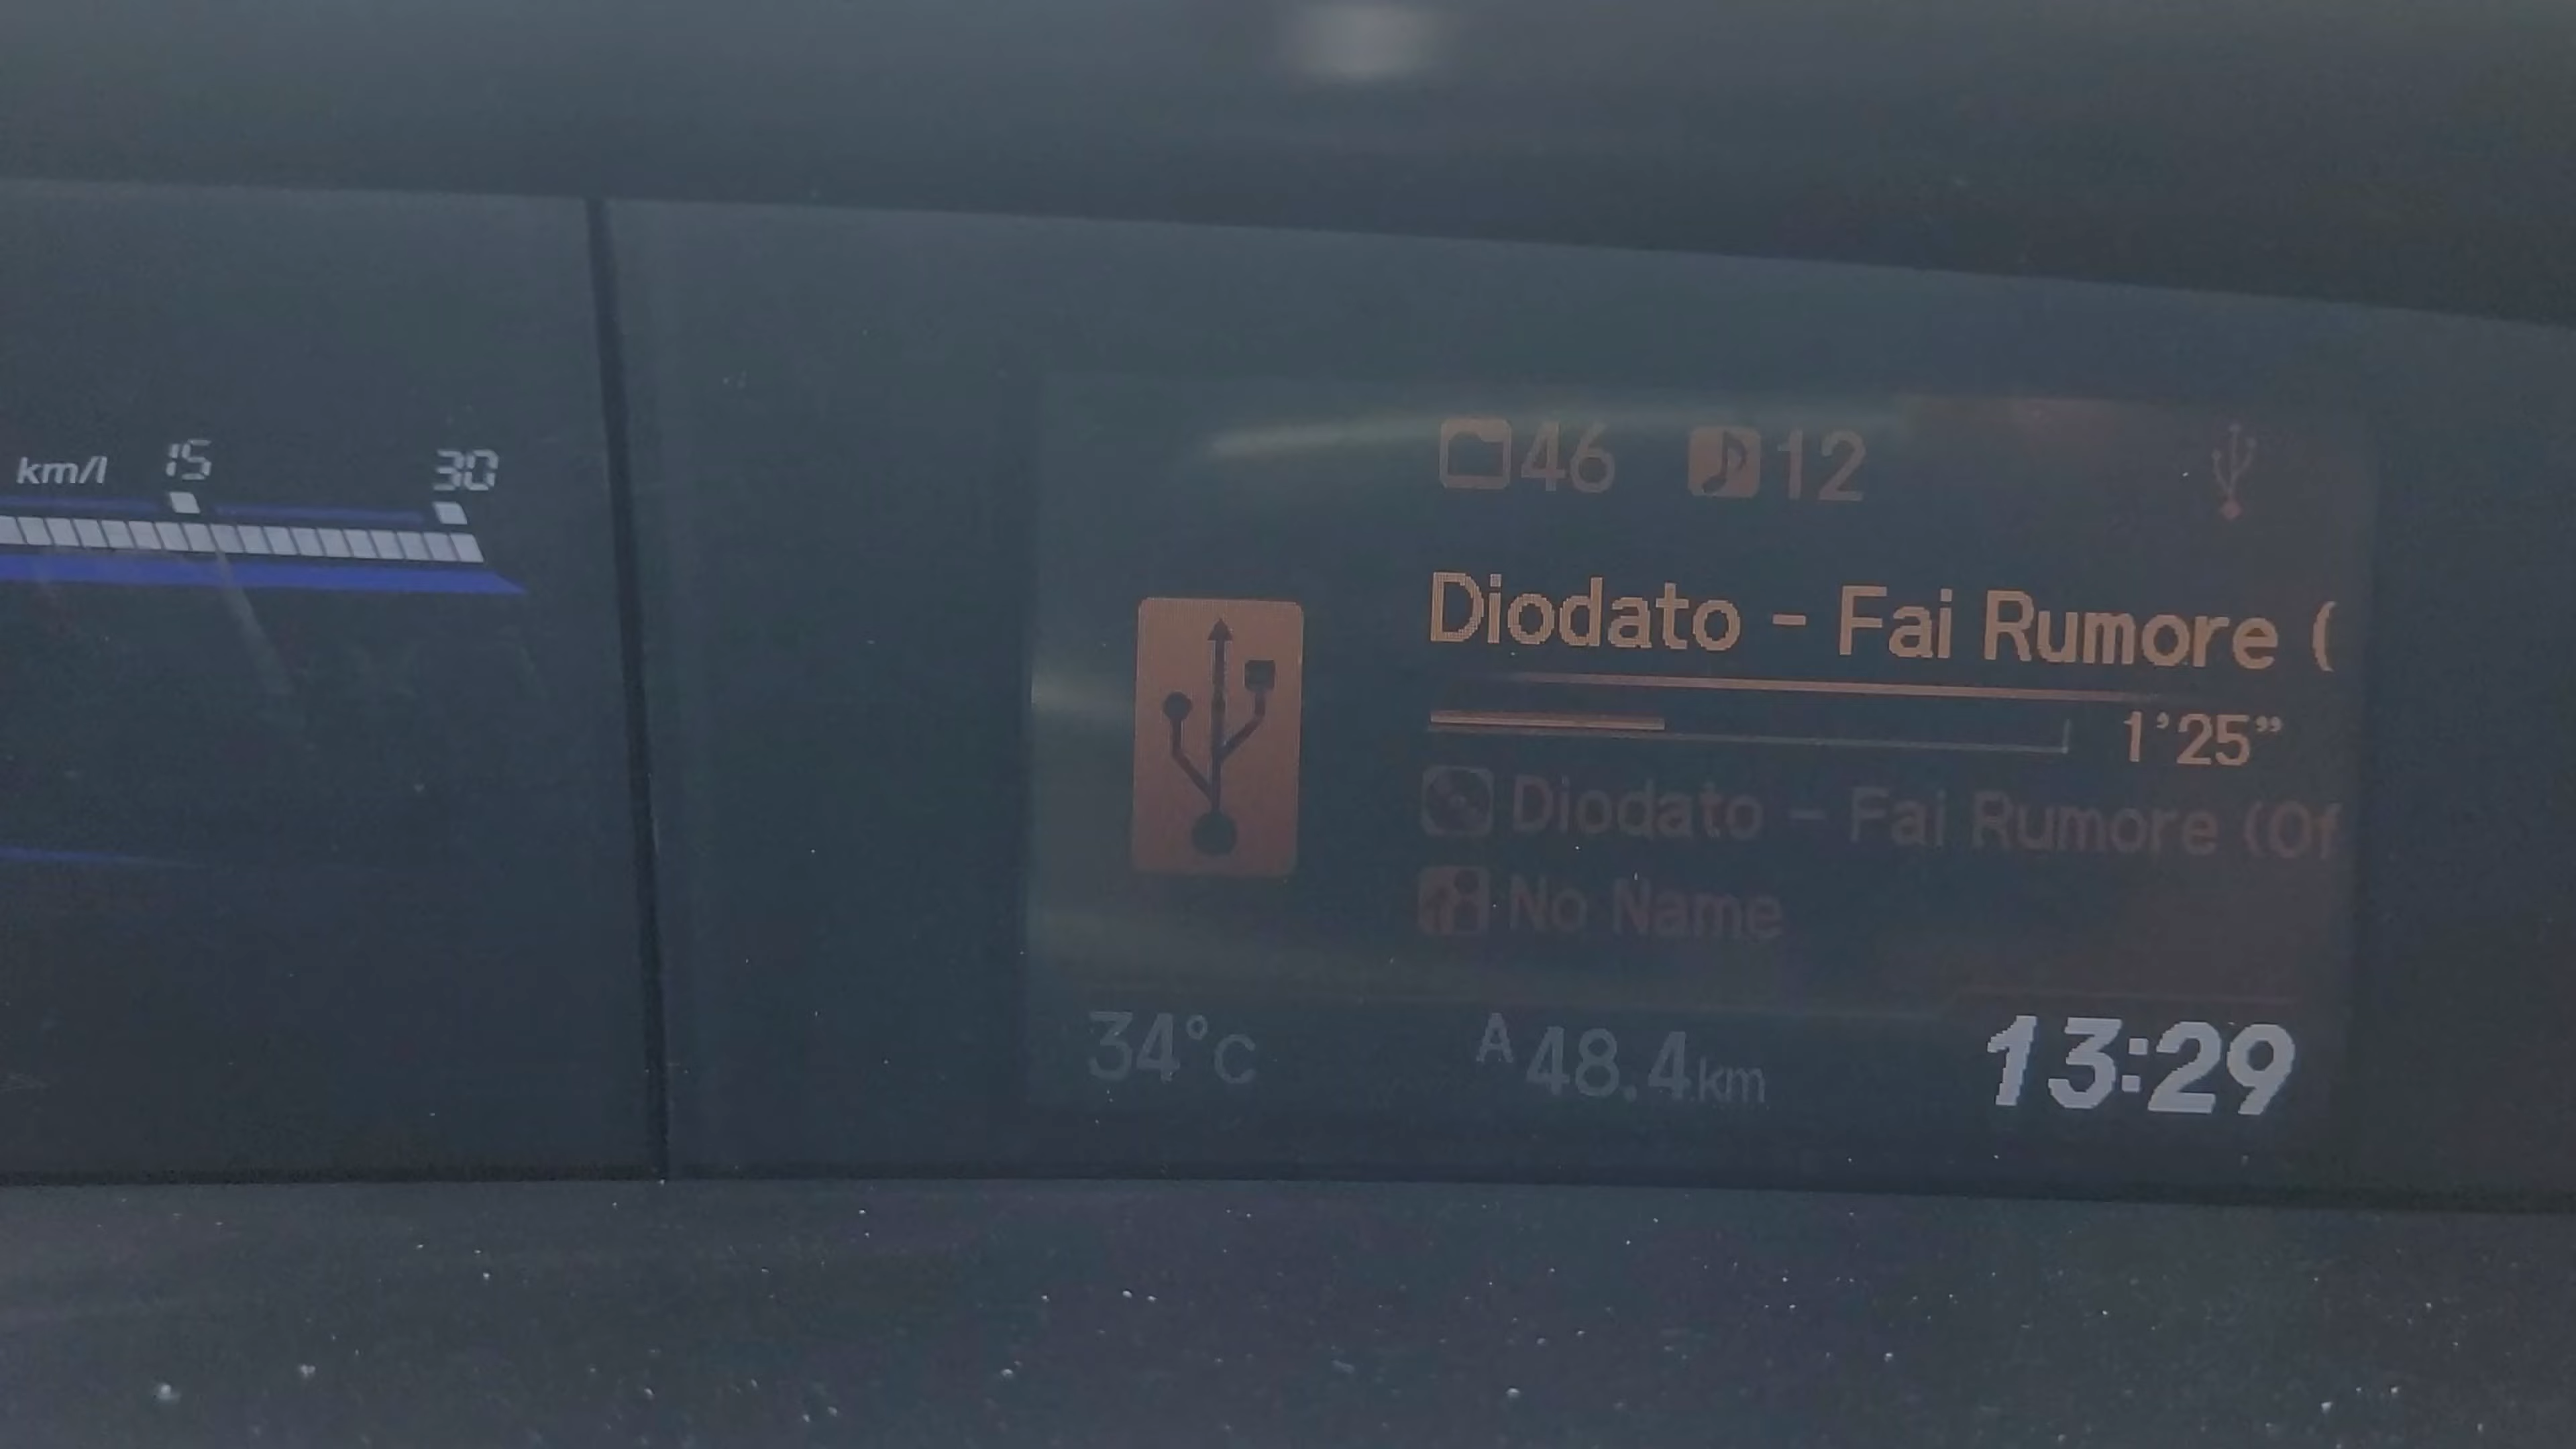 km/l 15 30
46 12
Diodato - Fai Rumore (
1'25"
Diodato - Fai Rumore (Of
No Name
34°C A 48.4km 13:29